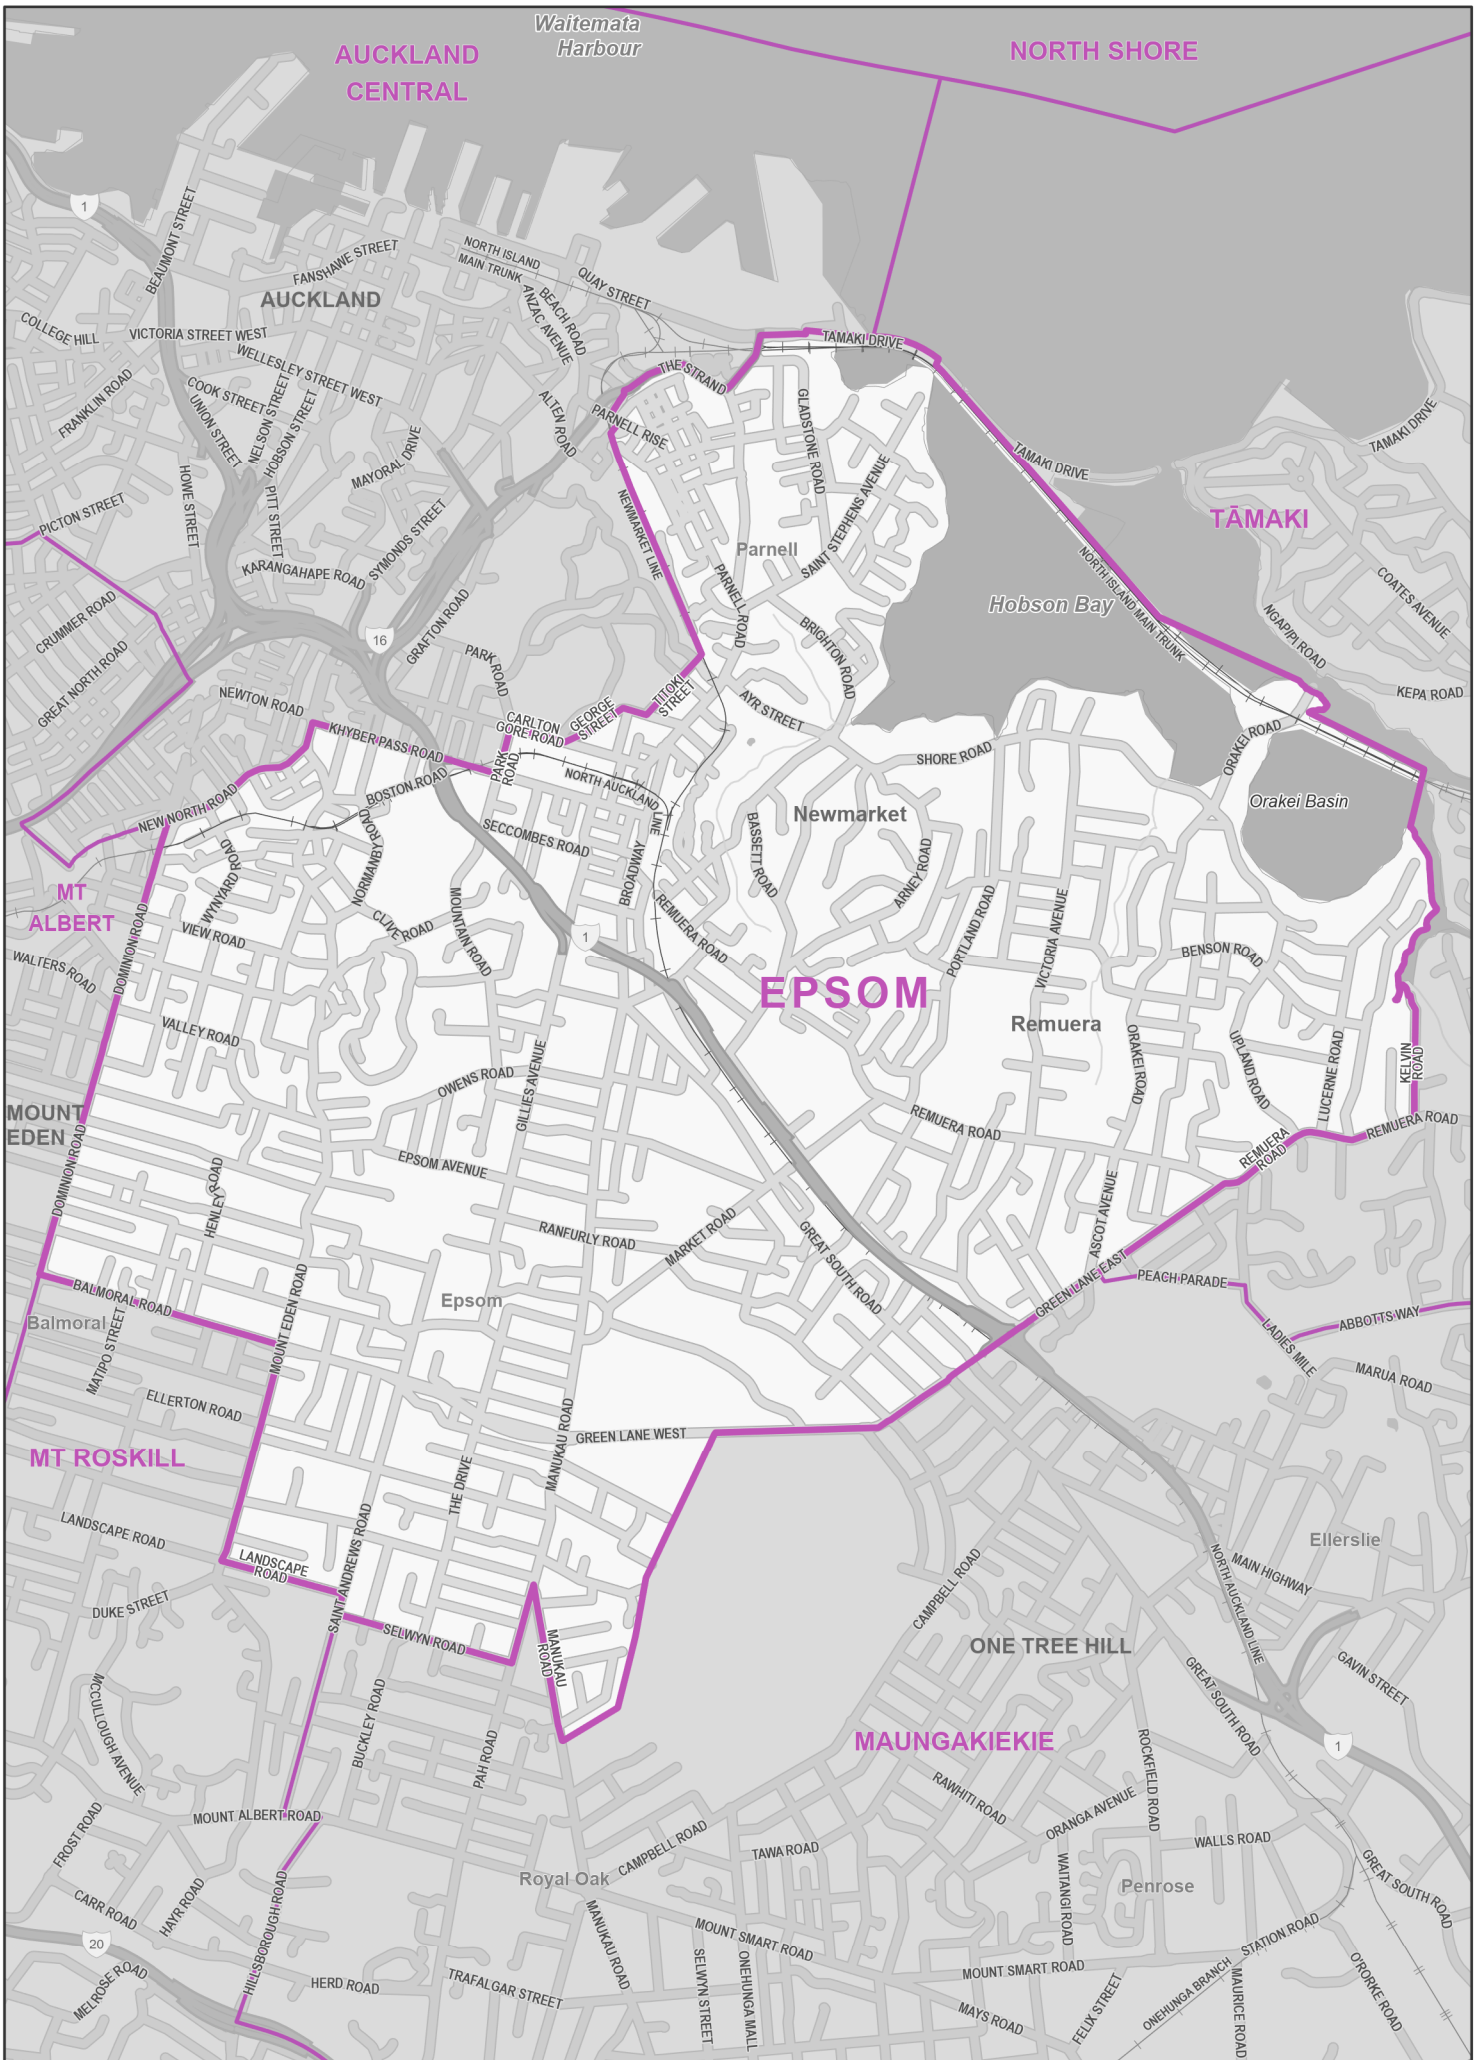 Waitemata
Harbour
AUCKLAND
CENTRAL
NORTH SHORE
1
BEAUMONT STREET
FANSHAWE STREET
NORTH ISLAND
MAIN TRUNK
QUAY STREET
AUCKLAND
ANZAC AVENUE
BEACH ROAD
COLLEGE HILL
VICTORIA STREET WEST
WELLESLEY STREET WEST
TAMAKI DRIVE
THE STRAND
FRANKLIN ROAD
COOK STREET
UNION STREET
NELSON STREET
HOBSON STREET
ALTEN ROAD
PARNELL RISE
GLADSTONE ROAD
TAMAKI DRIVE
TAMAKI DRIVE
MAYORAL DRIVE
HOWE STREET
PITT STREET
PICTON STREET
SYMONDS STREET
NEWMARKET LINE
SAINT STEPHENS AVENUE
TĀMAKI
Parnell
KARANGAHAPE ROAD
PARNELL ROAD
NORTH ISLAND MAIN TRUNK
COATES AVENUE
CRUMMER ROAD
GRAFTON ROAD
16
Hobson Bay
NGAPIPI ROAD
GREAT NORTH ROAD
PARK ROAD
BRIGHTON ROAD
NEWTON ROAD
TITOKI
STREET
AYR STREET
KEPA ROAD
CARLTON
GORE ROAD
GEORGE
STREET
KHYBER PASS ROAD
PARK
ROAD
SHORE ROAD
ORAKEI ROAD
BOSTON ROAD
NORTH AUCKLAND
LINE
NEW NORTH ROAD
Newmarket
Orakei Basin
SECCOMBES ROAD
NORMANBY ROAD
WYNYARD ROAD
BROADWAY
BASSETT ROAD
ARNEY ROAD
MT
ALBERT
CLIVE ROAD
MOUNTAIN ROAD
VIEW ROAD
DOMINION ROAD
REMUERA ROAD
1
PORTLAND ROAD
VICTORIA AVENUE
BENSON ROAD
WALTERS ROAD
EPSOM
Remuera
VALLEY ROAD
GILLIES AVENUE
OWENS ROAD
ORAKEI ROAD
UPLAND ROAD
LUCERNE ROAD
KELVIN
ROAD
MOUNT
EDEN
REMUERA ROAD
REMUERA ROAD
REMUERA
ROAD
DOMINION ROAD
EPSOM AVENUE
HENLEY ROAD
ASCOT AVENUE
RANFURLY ROAD
MARKET ROAD
GREAT SOUTH ROAD
GREEN LANE EAST
PEACH PARADE
BALMORAL ROAD
MOUNT EDEN ROAD
Epsom
Balmoral
MATIPO STREET
ABBOTTS WAY
LADIES MILE
MARUA ROAD
ELLERTON ROAD
MANUKAU ROAD
GREEN LANE WEST
MT ROSKILL
THE DRIVE
SAINT ANDREWS ROAD
LANDSCAPE ROAD
LANDSCAPE
ROAD
Ellerslie
NORTH AUCKLAND LINE
MAIN HIGHWAY
CAMPBELL ROAD
DUKE STREET
SELWYN ROAD
MANUKAU
ROAD
ONE TREE HILL
GAVIN STREET
MCCULLOUGH AVENUE
BUCKLEY ROAD
GREAT SOUTH ROAD
PAH ROAD
MAUNGAKIEKIE
1
ROCKFIELD ROAD
RAWHITI ROAD
ORANGA AVENUE
MOUNT ALBERT ROAD
FROST ROAD
CAMPBELL ROAD
TAWA ROAD
WALLS ROAD
WAITANGI ROAD
GREAT SOUTH ROAD
Royal Oak
Penrose
CARR ROAD
HAYR ROAD
HILLSBOROUGH ROAD
MANUKAU ROAD
MOUNT SMART ROAD
STATION ROAD
20
SELWYN STREET
ONEHUNGA MALL
MOUNT SMART ROAD
MELROSE ROAD
HERD ROAD
TRAFALGAR STREET
MAYS ROAD
FELIX STREET
ONEHUNGA BRANCH
MAURICE ROAD
O'RORKE ROAD